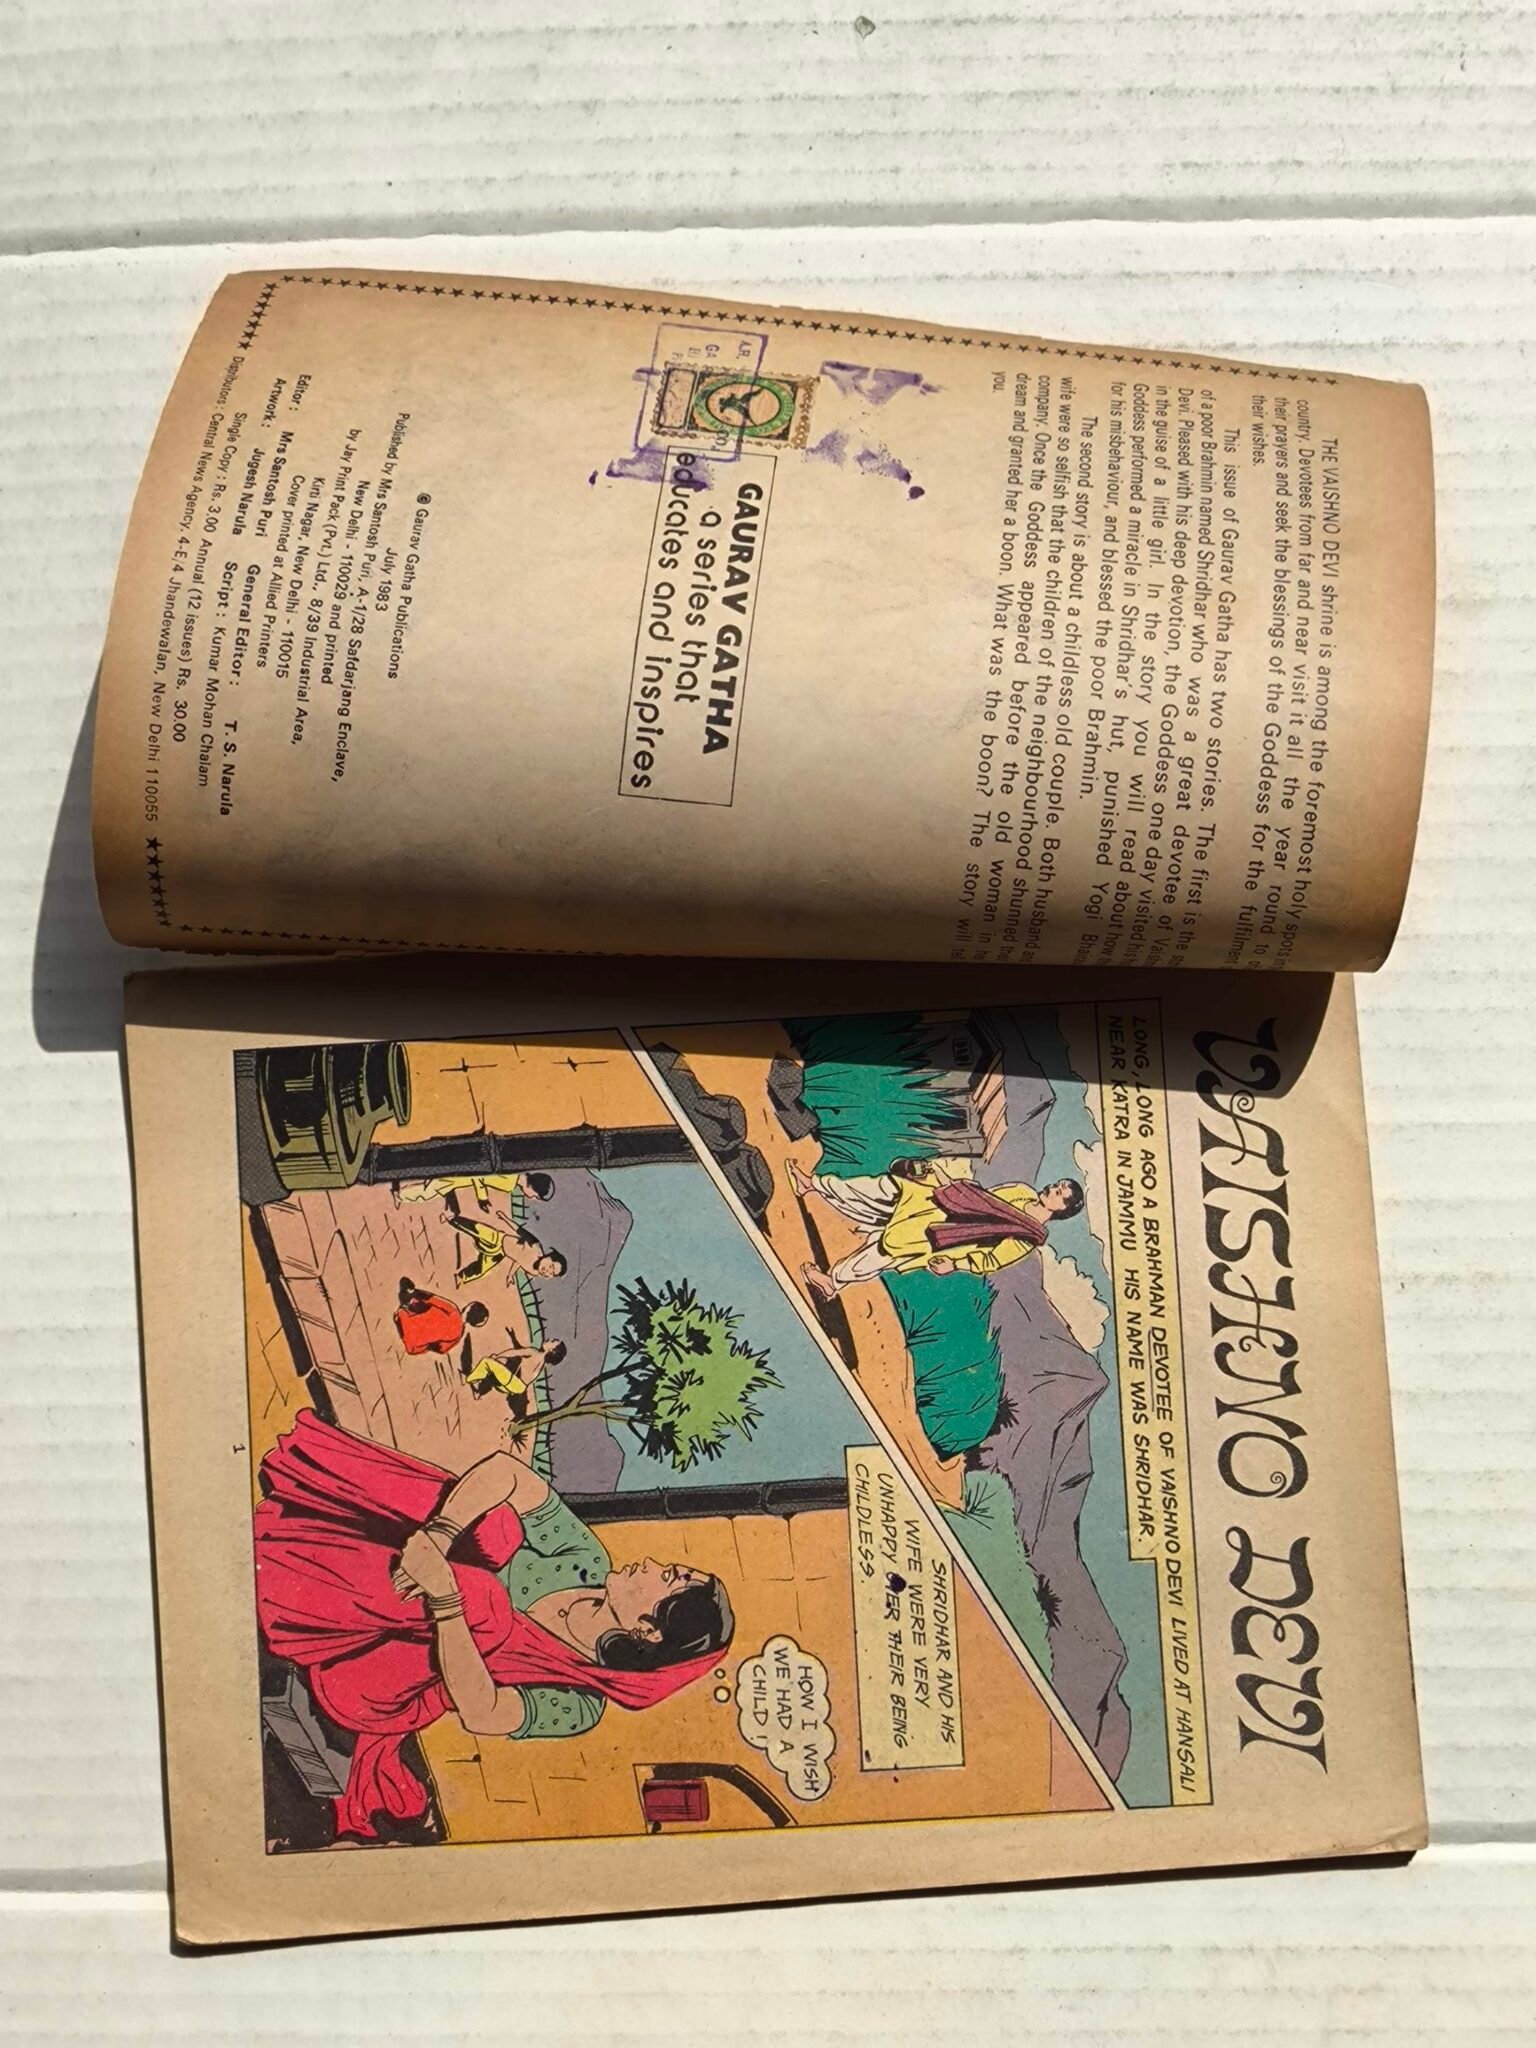 THE VAISHNO DEVI shrine is among the foremost holy spots in
country. Devotees from far and near visit it all the year round to
their prayers and seek the blessings of the Goddess for the fulfilment
their wishes.
This issue of Gaurav Gatha has two stories. The first is the
of a poor Brahmin named Shridhar who was a great devotee of
Devi. Pleased with his deep devotion, the Goddess one day visited
in the guise of a little girl. In the story you will read about how
Goddess performed a miracle in Shridhar's hut, punished Yogi
for his misbehaviour, and blessed the poor Brahmin.
The second story is about a childless old couple. Both husband
wife were so selfish that the children of the neighbourhood shunned
company. Once the Goddess appeared before the old woman in
dream and granted her a boon. What was the boon? The story will
you.
GAURAV GATHA
a series that
educates and inspires
© Gaurav Gatha Publications
July 1983
Published by Mrs Santosh Puri, A-1/28 Safdarjang Enclave,
New Delhi - 110029 and printed
by Jay Print Pack (Pvt.) Ltd., 8/39 Industrial Area,
Kirti Nagar, New Delhi - 110015
Cover printed at Allied Printers
Editor : Mrs Santosh Puri General Editor : T. S. Narula
Artwork : Jugesh Narula Script : Kumar Mohan Chalam
Single Copy : Rs. 3.00 Annual (12 issues) Rs. 30.00
Distributors : Central News Agency, 4-E/4 Jhandewalan, New Delhi 110055
VAISHNO DEVI
LONG, LONG AGO A BRAHMAN DEVOTEE OF VAISHNO DEVI LIVED AT HANSALI
NEAR KATRA IN JAMMU HIS NAME WAS SHRIDHAR.
SHRIDHAR AND HIS
WIFE WERE VERY
UNHAPPY OVER THEIR BEING
CHILDLESS.
HOW I WISH
WE HAD A
CHILD!
1